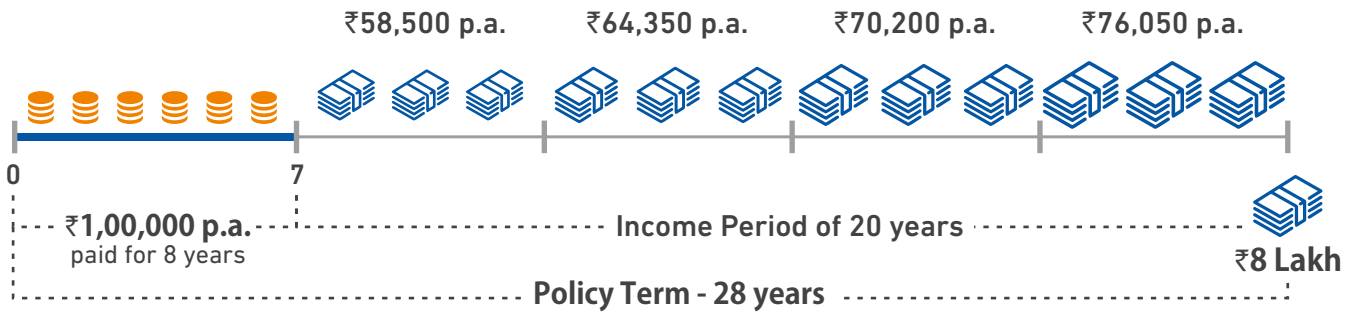 ₹58,500 p.a. ₹64,350 p.a. ₹70,200 p.a. ₹76,050 p.a.
0 7
₹1,00,000 p.a. Income Period of 20 years
paid for 8 years
₹8 Lakh
Policy Term - 28 years